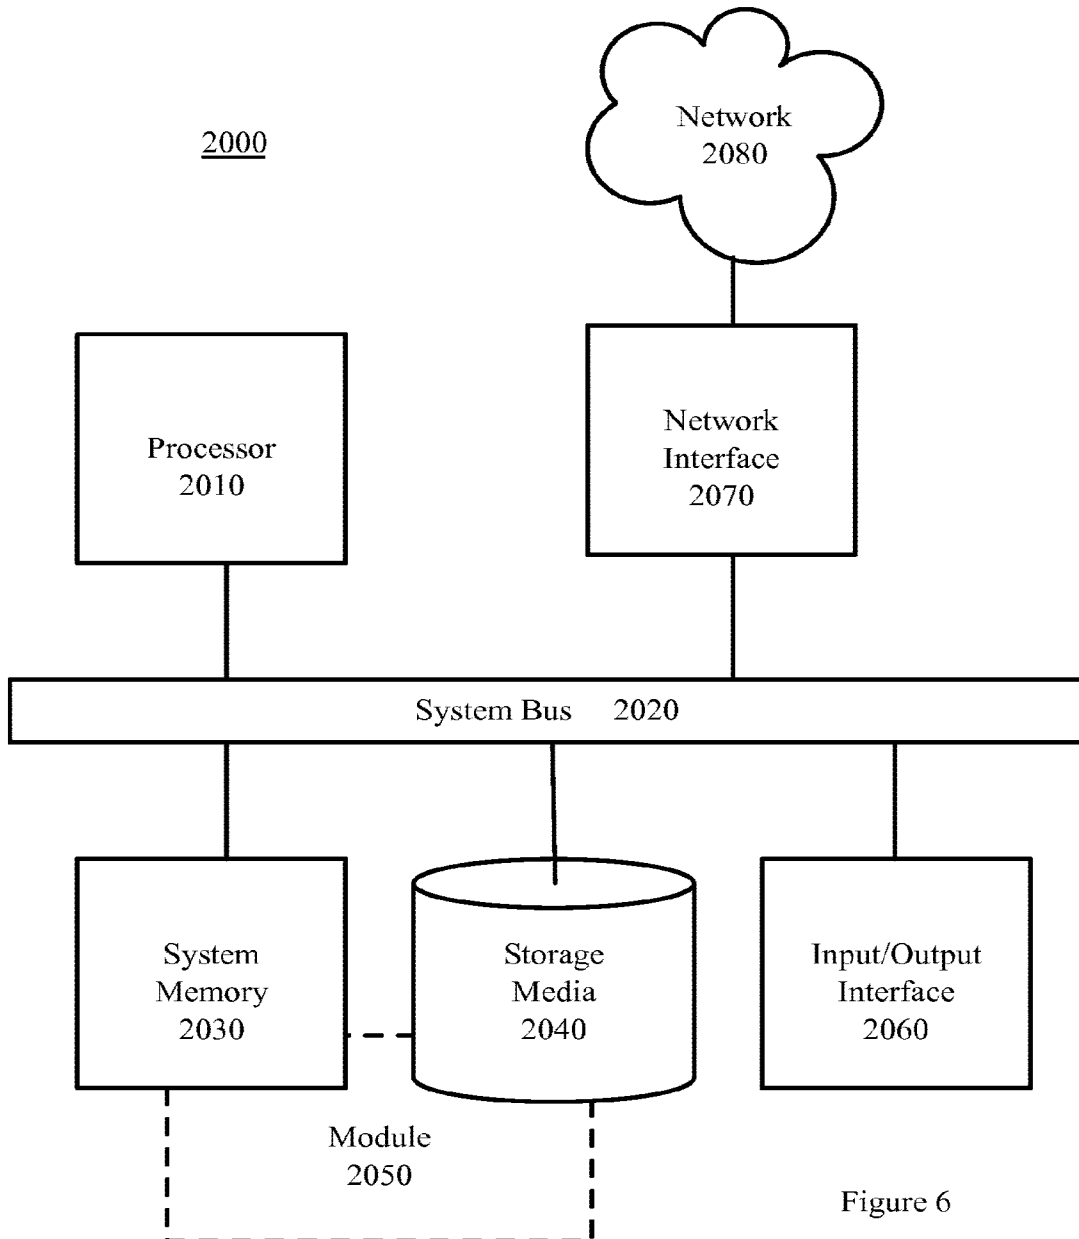 2000
Network
2080
Processor
2010
Network
Interface
2070
System Bus 2020
System
Memory
2030
Storage
Media
2040
Input/Output
Interface
2060
Module
2050
Figure 6